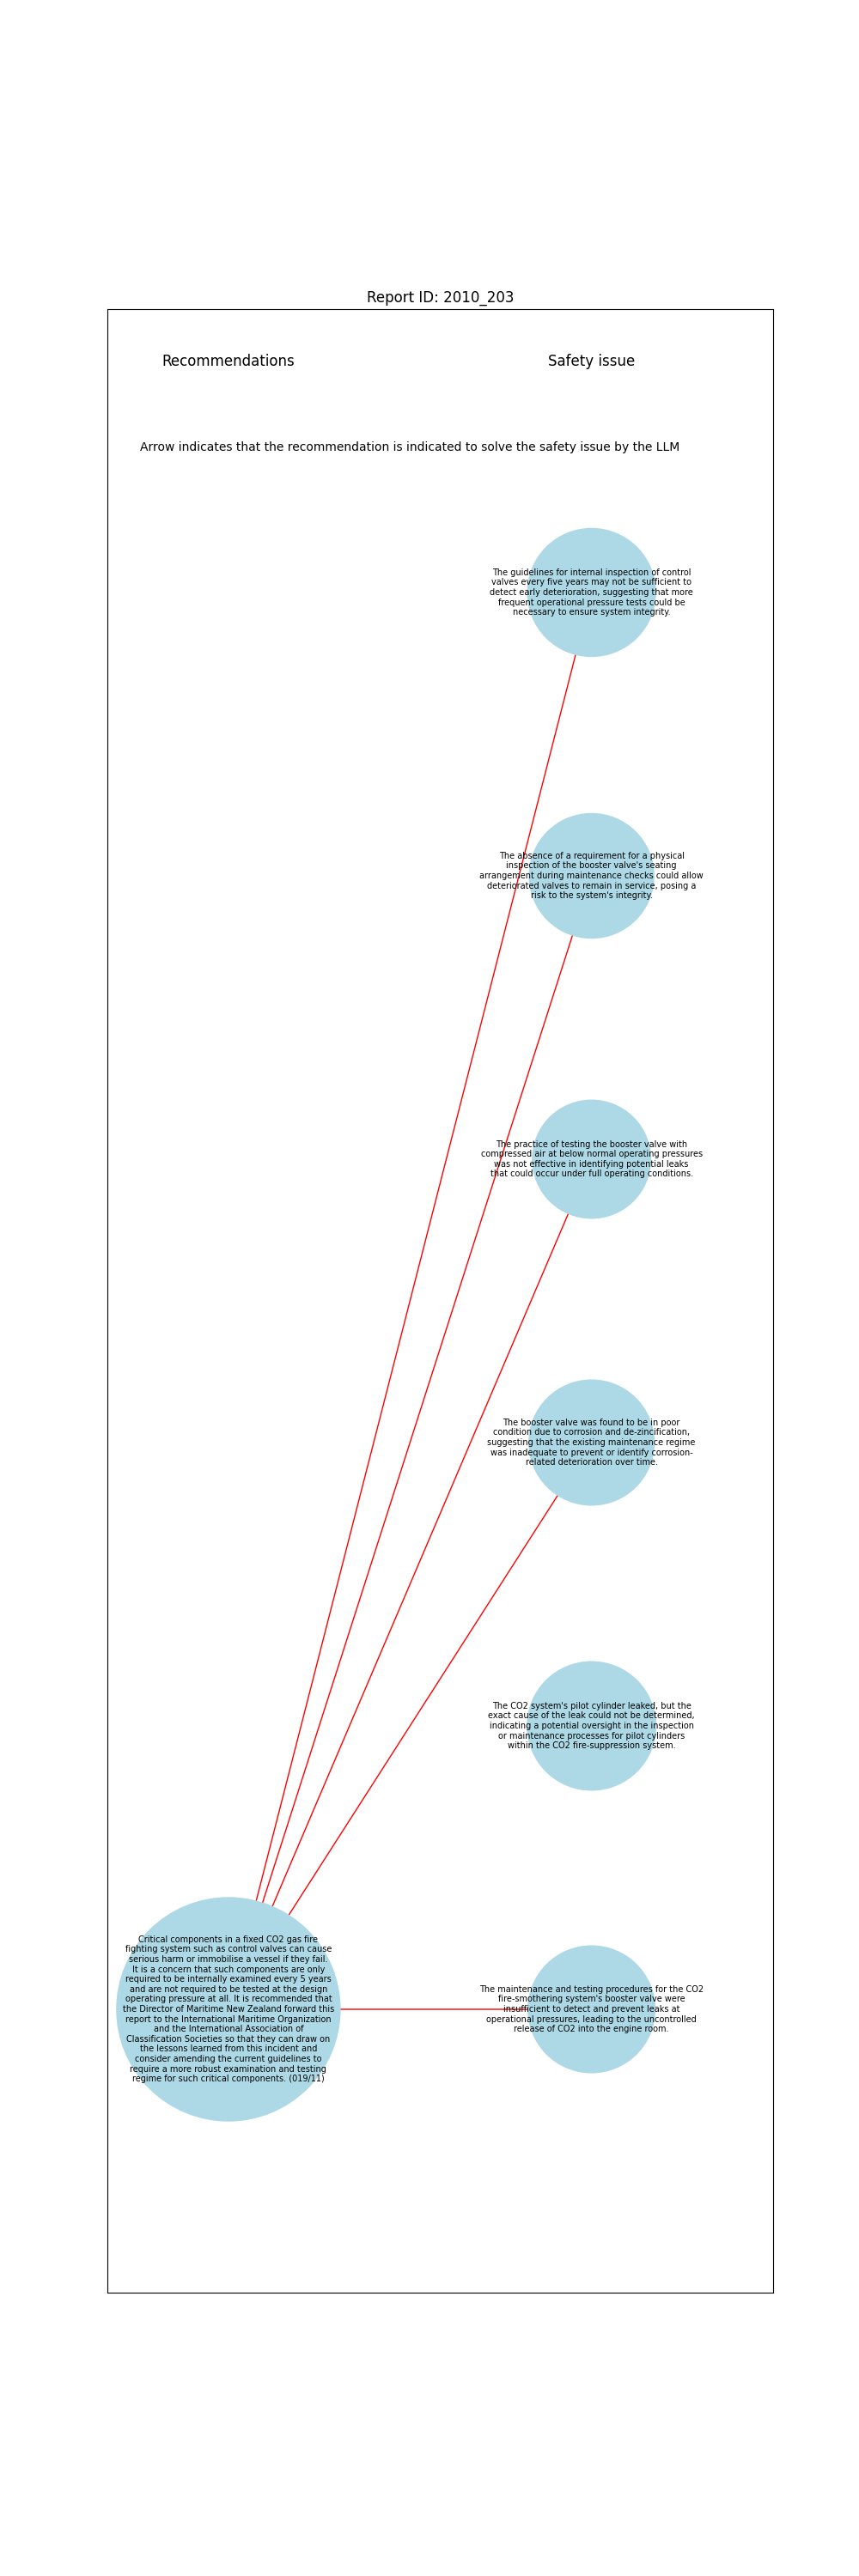 Report ID: 2010_203
Recommendations
Safety issue
Arrow indicates that the recommendation is indicated to solve the safety issue by the LLM
The guidelines for internal inspection of control
valves every five years may not be sufficient to
detect early deterioration, suggesting that more
frequent operational pressure tests could be
necessary to ensure system integrity.
The absence of a requirement for a physical
inspection of the booster valve's seating
arrangement during maintenance checks could allow
deteriorated valves to remain in service, posing a
risk to the system's integrity.
The practice of testing the booster valve with
compressed air at below normal operating pressures
was not effective in identifying potential leaks
that could occur under full operating conditions.
The booster valve was found to be in poor
condition due to corrosion and de-zincification,
suggesting that the existing maintenance regime
was inadequate to prevent or identify corrosion-
related deterioration over time.
The CO2 system's pilot cylinder leaked, but the
exact cause of the leak could not be determined,
indicating a potential oversight in the inspection
or maintenance processes for pilot cylinders
within the CO2 fire-suppression system.
Critical components in a fixed CO2 gas fire
fighting system such as control valves can cause
serious harm or immobilise a vessel if they fail.
It is a concern that such components are only
required to be internally examined every 5 years
and are not required to be tested at the design
operating pressure at all. It is recommended that
the Director of Maritime New Zealand forward this
report to the International Maritime Organization
and the International Association of
Classification Societies so that they can draw on
the lessons learned from this incident and
consider amending the current guidelines to
require a more robust examination and testing
regime for such critical components. (019/11)
The maintenance and testing procedures for the CO2
fire-smothering system's booster valve were
insufficient to detect and prevent leaks at
operational pressures, leading to the uncontrolled
release of CO2 into the engine room.